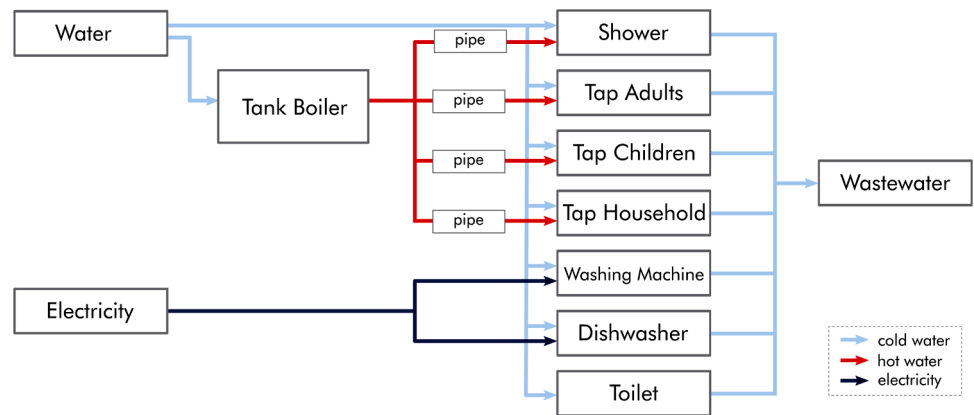 Water
Tank Boiler
Electricity
pipe
pipe
pipe
pipe
Shower
Tap Adults
Tap Children
Tap Household
Washing Machine
Dishwasher
Toilet
Wastewater
cold water
hot water
electricity